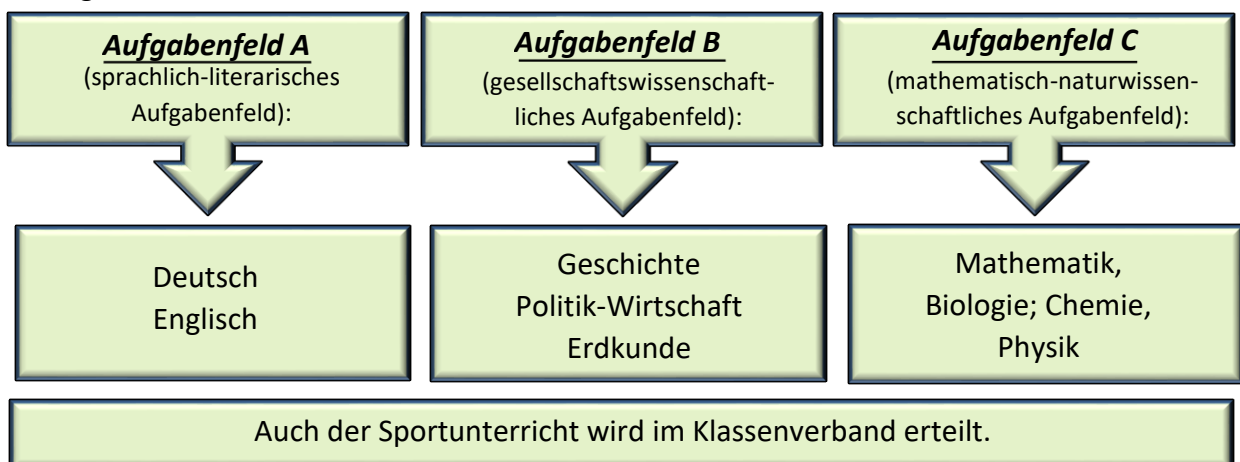 Aufgabenfeld A
(sprachlich-literarisches
Aufgabenfeld):
Aufgabenfeld B
(gesellschaftswissenschaft-
liches Aufgabenfeld):
Aufgabenfeld C
(mathematisch-naturwissen-
schaftliches Aufgabenfeld):
Deutsch
Englisch
Geschichte
Politik-Wirtschaft
Erdkunde
Mathematik,
Biologie; Chemie,
Physik
Auch der Sportunterricht wird im Klassenverband erteilt.